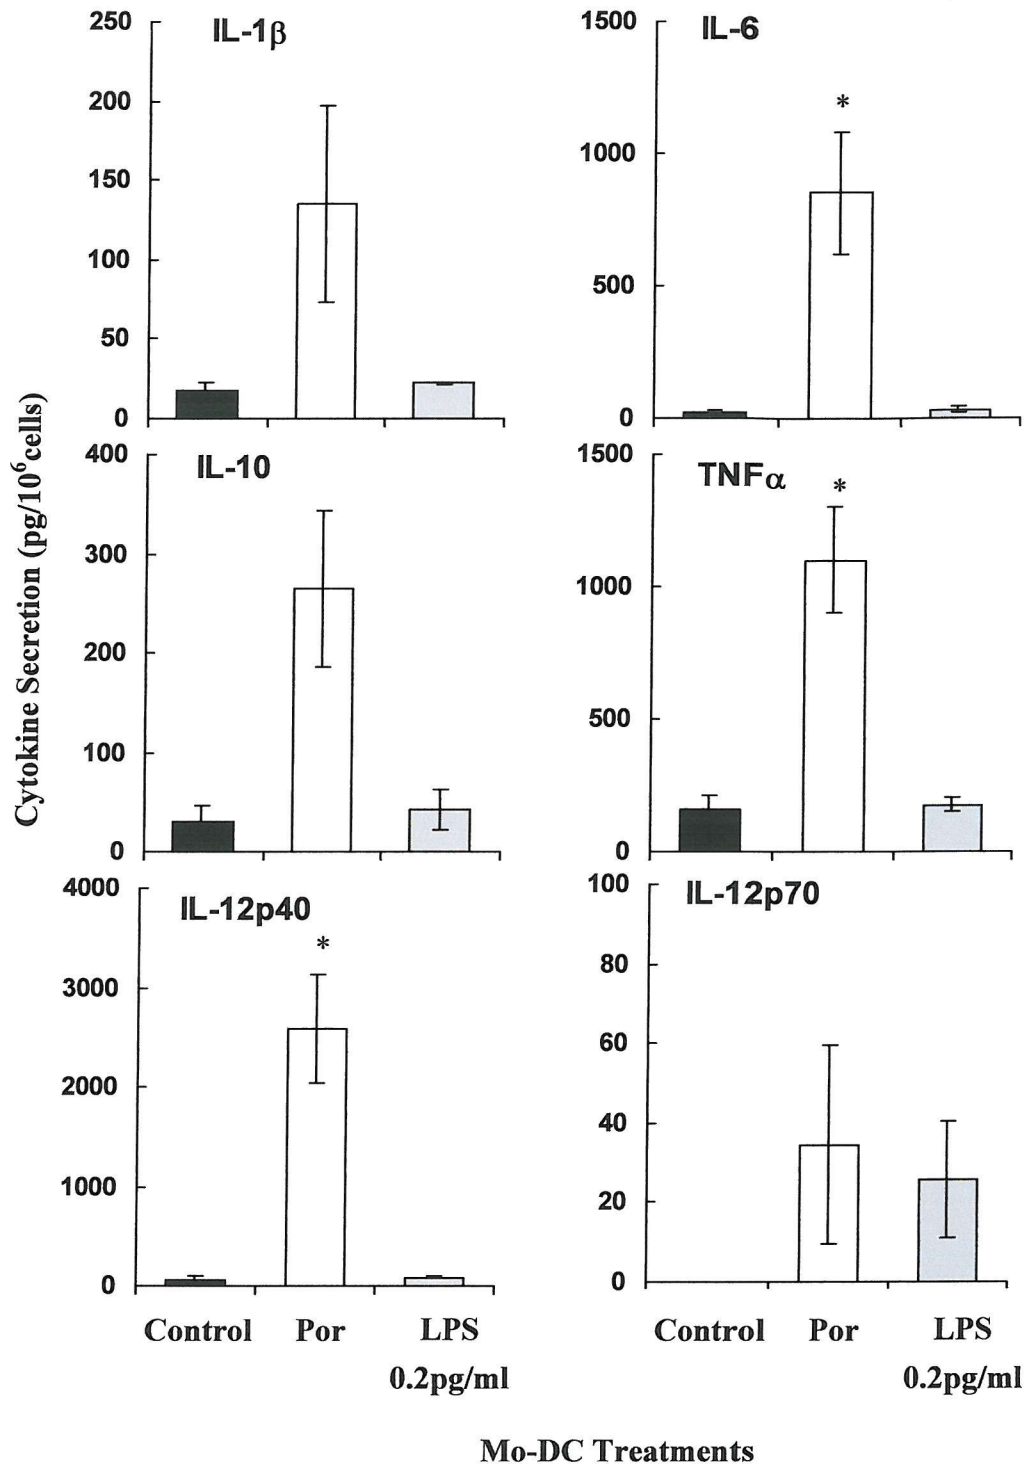 Cytokine Secretion (pg/10⁶cells)
IL-1β
250
200
150
100
50
0
IL-6
*
1500
1000
500
0
IL-10
400
300
200
100
0
TNFα
*
1500
1000
500
0
IL-12p40
*
4000
3000
2000
1000
0
IL-12p70
100
80
60
40
20
0
Control Por LPS
0.2pg/ml
Control Por LPS
0.2pg/ml
Mo-DC Treatments